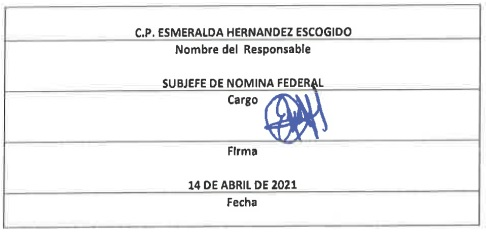 C.P. ESMERALDA HERNANDEZ ESCOGIDO
Nombre del Responsable
SUBJEFE DE NOMINA FEDERAL
Cargo
Firma
14 DE ABRIL DE 2021
Fecha